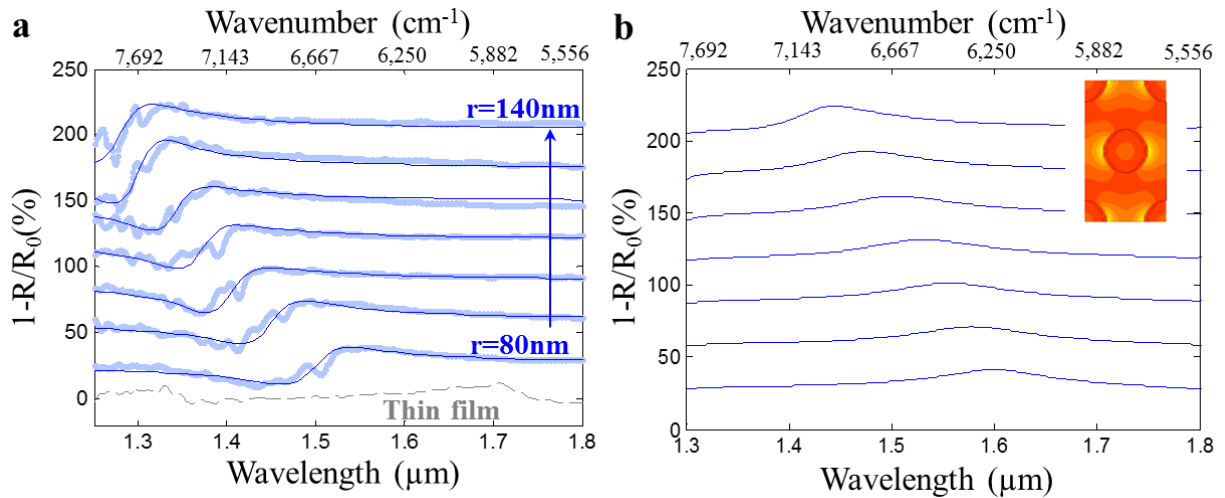 a
Wavenumber (cm-1)
7,692 7,143 6,667 6,250 5,882 5,556
250
200
150
100
50
0
1-R/R0(%)
r=140nm
r=80nm
Thin film
1.3 1.4 1.5 1.6 1.7 1.8
Wavelength (µm)
b
Wavenumber (cm-1)
7,692 7,143 6,667 6,250 5,882 5,556
250
200
150
100
50
0
1-R/R0(%)
1.3 1.4 1.5 1.6 1.7 1.8
Wavelength (µm)